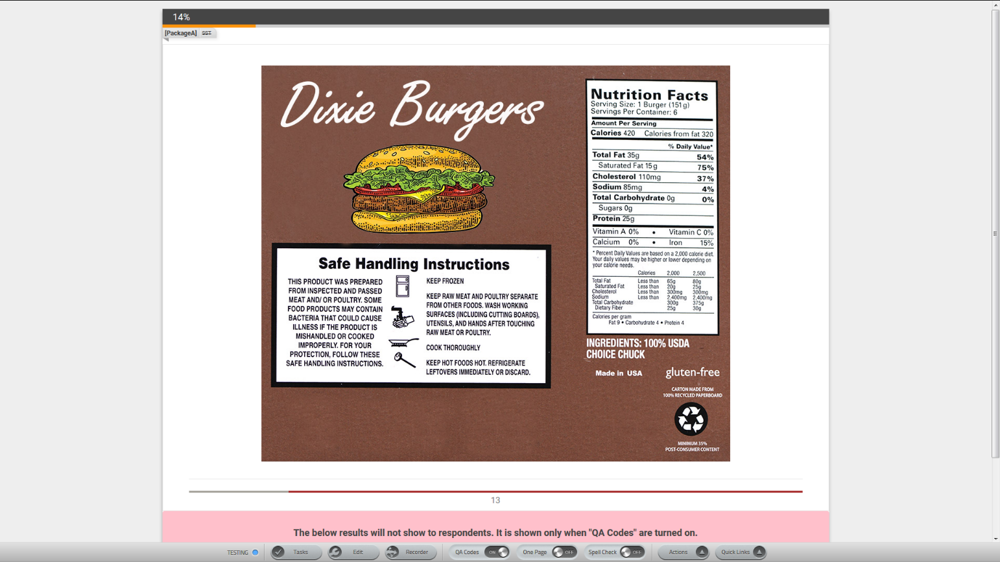 14%
[PackageA] SST
Dixie Burgers
Safe Handling Instructions
THIS PRODUCT WAS PREPARED
FROM INSPECTED AND PASSED
MEAT AND/ OR POULTRY. SOME
FOOD PRODUCTS MAY CONTAIN
BACTERIA THAT COULD CAUSE
ILLNESS IF THE PRODUCT IS
MISHANDLED OR COOKED
IMPROPERLY. FOR YOUR
PROTECTION, FOLLOW THESE
SAFE HANDLING INSTRUCTIONS.
KEEP FROZEN
KEEP RAW MEAT AND POULTRY SEPARATE
FROM OTHER FOODS. WASH WORKING
SURFACES (INCLUDING CUTTING BOARDS),
UTENSILS, AND HANDS AFTER TOUCHING
RAW MEAT OR POULTRY.
COOK THOROUGHLY
KEEP HOT FOODS HOT. REFRIGERATE
LEFTOVERS IMMEDIATELY OR DISCARD.
Nutrition Facts
Serving Size: 1 Burger (151g)
Servings Per Container: 6
Amount Per Serving
Calories 420 Calories from fat 320
% Daily Value*
Total Fat 35g 54%
Saturated Fat 15g 75%
Cholesterol 110mg 37%
Sodium 85mg 4%
Total Carbohydrate 0g 0%
Sugars 0g
Protein 25g
Vitamin A 0% • Vitamin C 0%
Calcium 0% • Iron 15%
* Percent Daily Values are based on a 2,000 calorie diet.
Your daily values may be higher or lower depending on
your calorie needs.
Calories 2,000 2,500
Total Fat Less than 65g 80g
Saturated Fat Less than 20g 25g
Cholesterol Less than 300mg 300mg
Sodium Less than 2,400mg 2,400mg
Total Carbohydrate 300g 375g
Dietary Fiber 25g 30g
Calories per gram
Fat 9 • Carbohydrate 4 • Protein 4
INGREDIENTS: 100% USDA
CHOICE CHUCK
Made in USA gluten-free
CARTON MADE FROM
100% RECYCLED PAPERBOARD
MINIMUM 35%
POST-CONSUMER CONTENT
13
The below results will not show to respondents. It is shown only when "QA Codes" are turned on.
TESTING Tasks Edit Recorder QA Codes ON One Page OFF Spell Check OFF Actions Quick Links